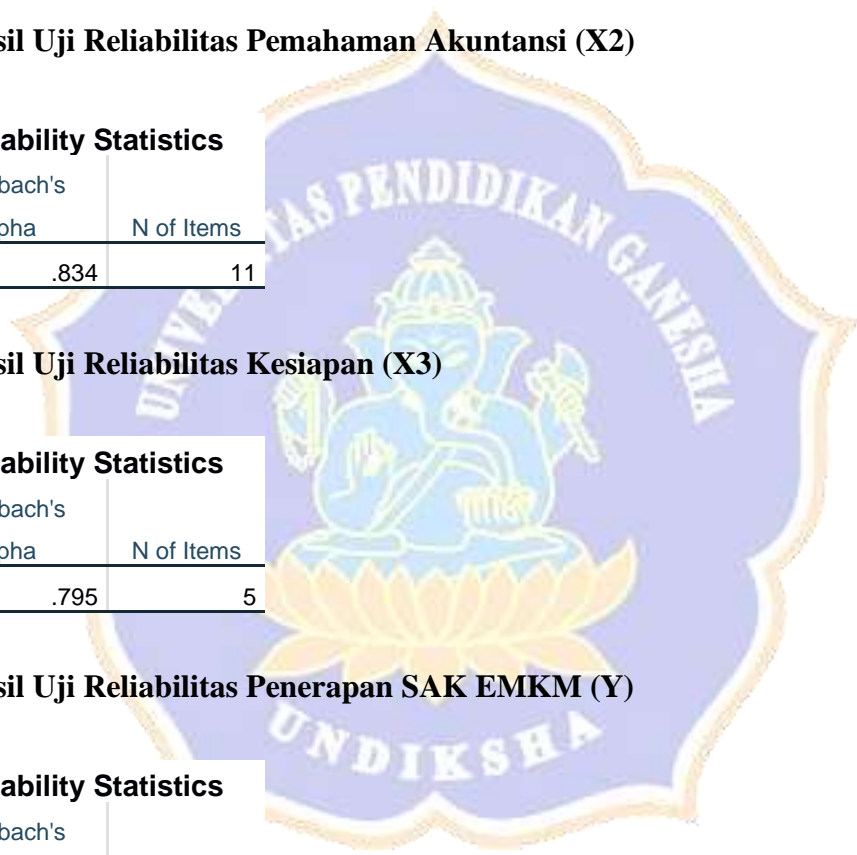 sil Uji Reliabilitas Pemahaman Akuntansi (X2)
ability Statistics
bach's
pha N of Items
.834 11
sil Uji Reliabilitas Kesiapan (X3)
ability Statistics
bach's
pha N of Items
.795 5
sil Uji Reliabilitas Penerapan SAK EMKM (Y)
ability Statistics
bach's
UNIVERSITAS PENDIDIKAN GANESHA
UNDIKSHA